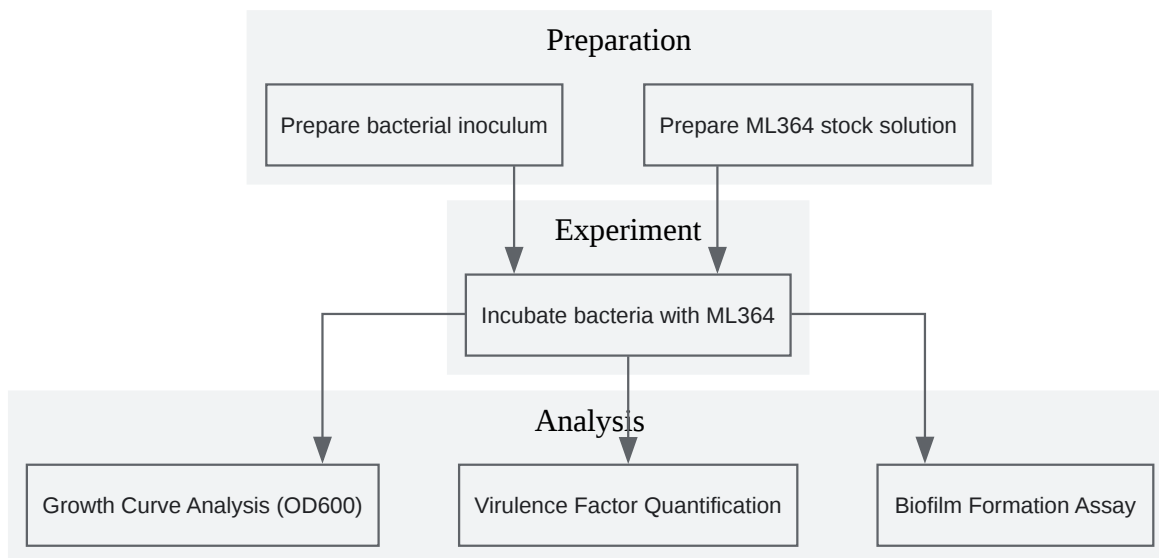 Preparation
Prepare bacterial inoculum
Prepare ML364 stock solution
Experiment
Incubate bacteria with ML364
Analysis
Growth Curve Analysis (OD600)
Virulence Factor Quantification
Biofilm Formation Assay